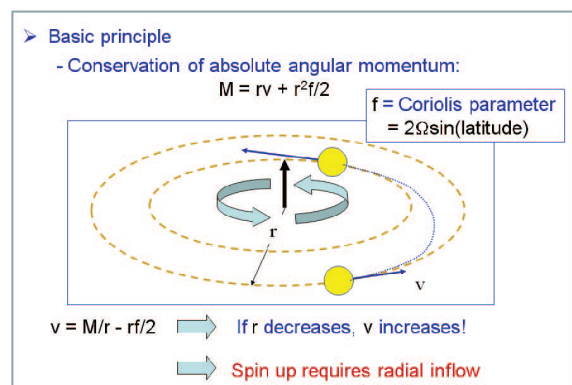 ➤ Basic principle
- Conservation of absolute angular momentum:
M = rv + r²f/2
f = Coriolis parameter
= 2Ωsin(latitude)
r
v
v = M/r - rf/2
If r decreases, v increases!
Spin up requires radial inflow